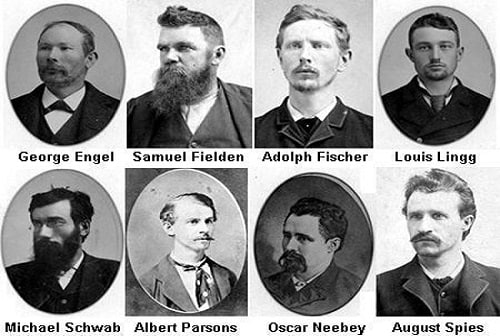 George Engel Samuel Fielden Adolph Fischer Louis Lingg
Michael Schwab Albert Parsons Oscar Neebey August Spies